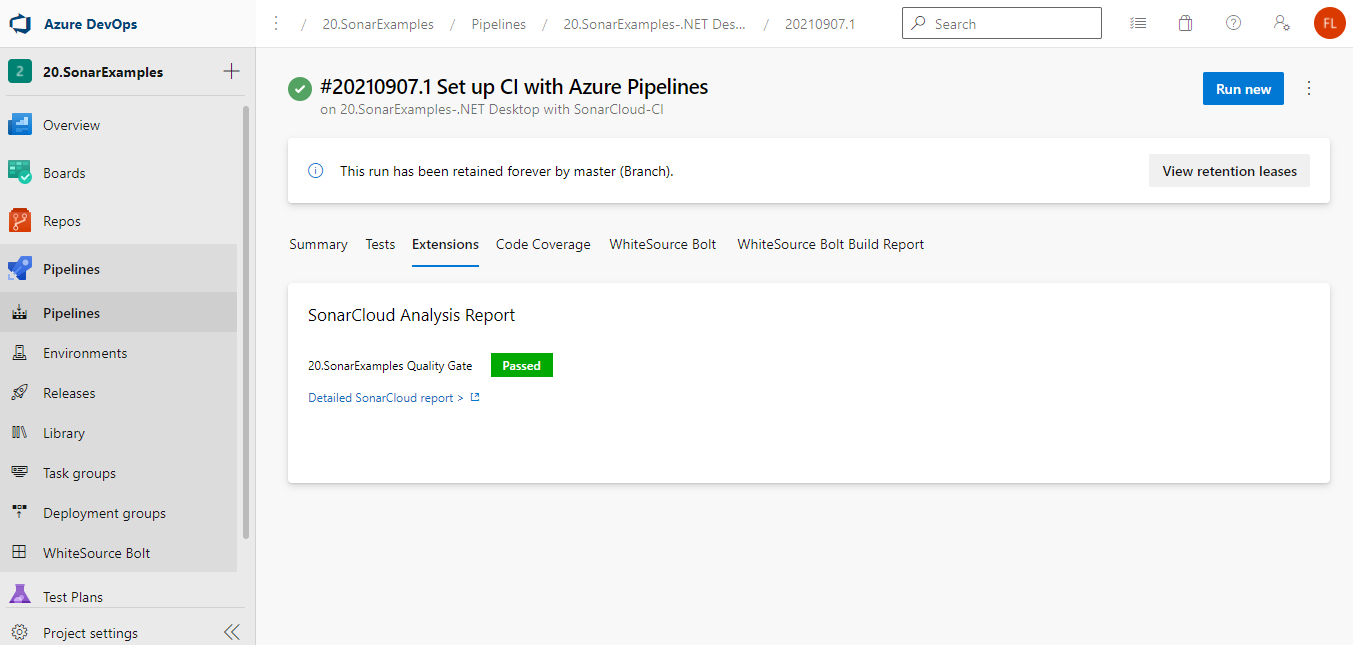 Azure DevOps
/ 20.SonarExamples / Pipelines / 20.SonarExamples-.NET Des... / 20210907.1
Search
FL
2 20.SonarExamples
Overview
Boards
Repos
Pipelines
Pipelines
Environments
Releases
Library
Task groups
Deployment groups
WhiteSource Bolt
Test Plans
Project settings
#20210907.1 Set up CI with Azure Pipelines
on 20.SonarExamples-.NET Desktop with SonarCloud-CI
Run new
This run has been retained forever by master (Branch).
View retention leases
Summary Tests Extensions Code Coverage WhiteSource Bolt WhiteSource Bolt Build Report
SonarCloud Analysis Report
20.SonarExamples Quality Gate Passed
Detailed SonarCloud report >